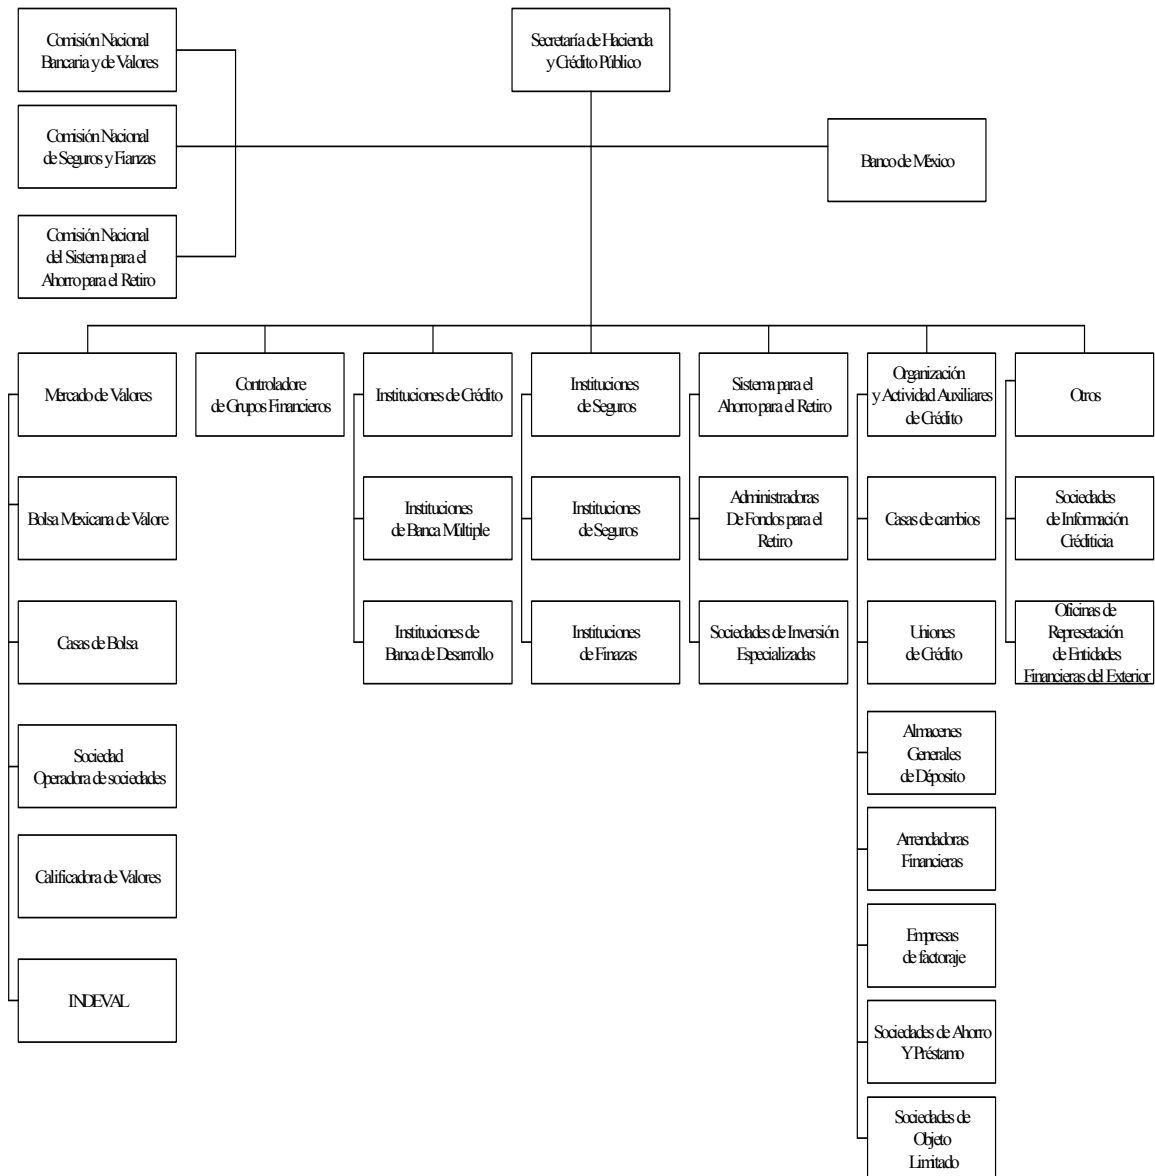 Comisión Nacional
Bancaria y de Valores
Secretaría de Hacienda
y Crédito Público
Comisión Nacional
de Seguros y Fianzas
Banco de México
Comisión Nacional
del Sistema para el
Ahorro para el Retiro
Mercado de Valores
Controladore
de Grupos Financieros
Instituciones de Crédito
Instituciones
de Seguros
Sistema para el
Ahorro para el Retiro
Organización
y Actividad Auxiliares
de Crédito
Otros
Bolsa Mexicana de Valore
Instituciones
de Banca Múltiple
Instituciones
de Seguros
Administradoras
De Fondos para el
Retiro
Casas de cambios
Sociedades
de Información
Créditicia
Casas de Bolsa
Instituciones de
Banca de Desarrollo
Instituciones
de Finazas
Sociedades de Inversión
Especializadas
Uniones
de Crédito
Oficinas de
Represetación
de Entidades
Financieras del Exterior
Sociedad
Operadora de sociedades
Almacenes
Generales
de Déposito
Calificadora de Valores
Arrendadoras
Financieras
Empresas
de factoraje
INDEVAL
Sociedades de Ahorro
Y Préstamo
Sociedades de
Objeto
Limitado